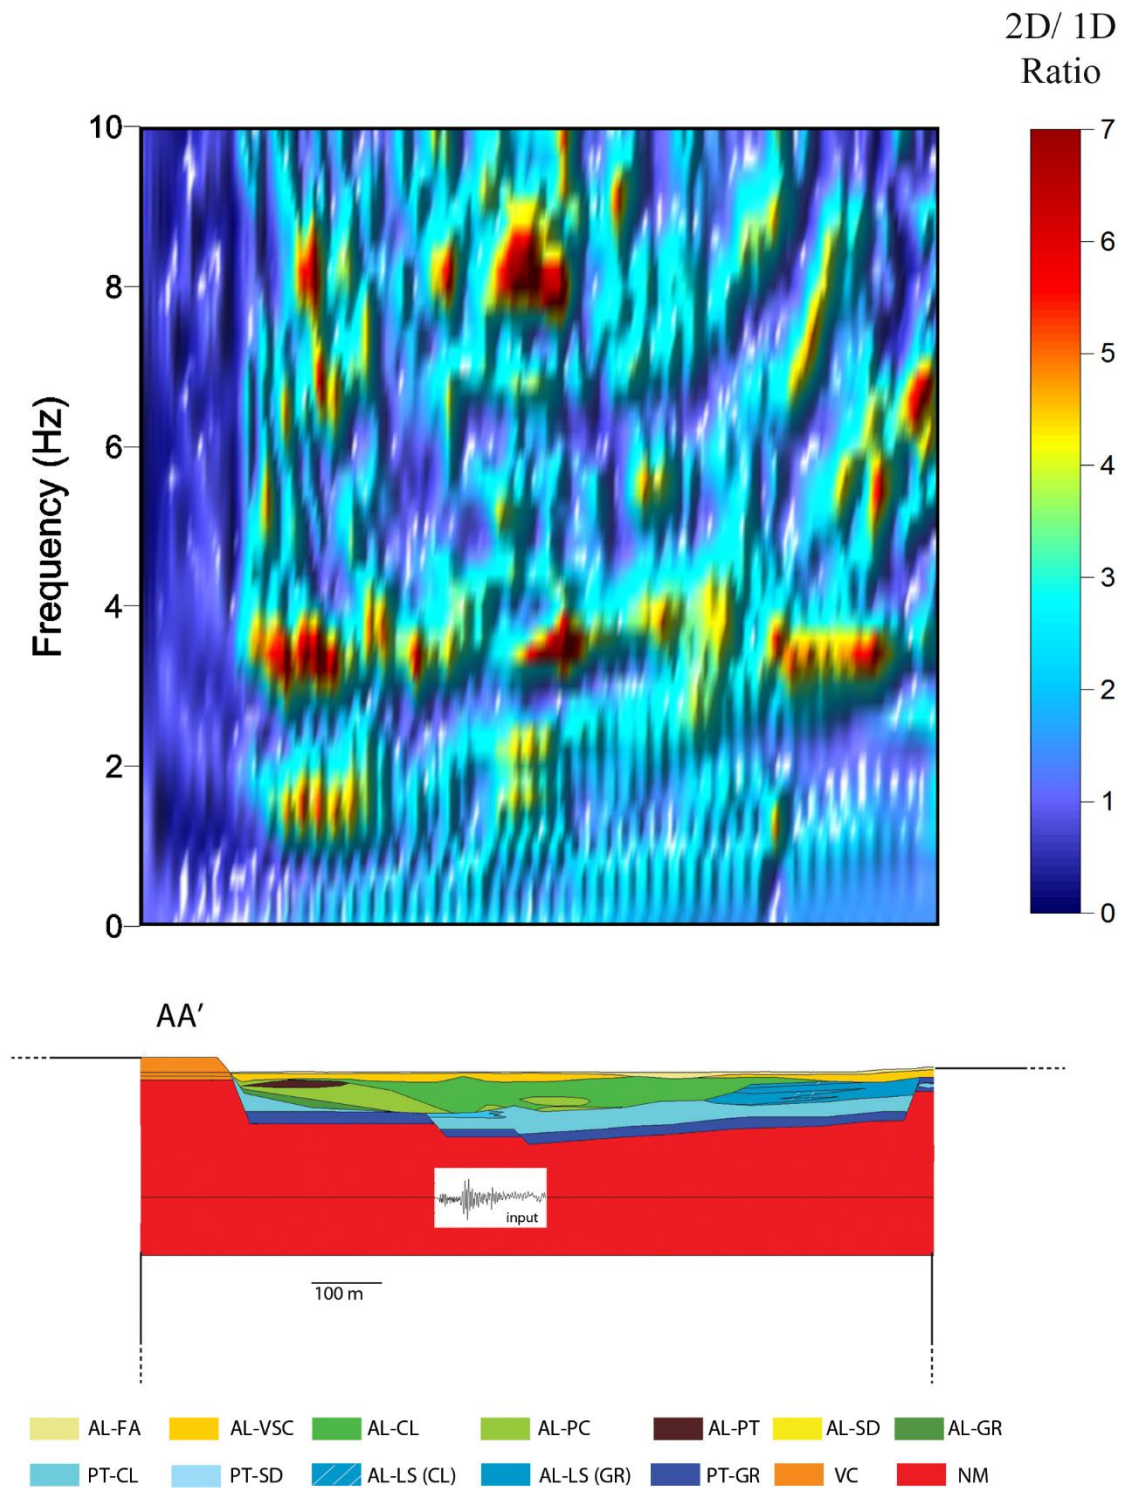 2D/ 1D
Ratio
10
8
6
4
2
0
Frequency (Hz)
7
6
5
4
3
2
1
0
AA'
input
100 m
AL-FA AL-VSC AL-CL AL-PC AL-PT AL-SD AL-GR
PT-CL PT-SD AL-LS (CL) AL-LS (GR) PT-GR VC NM